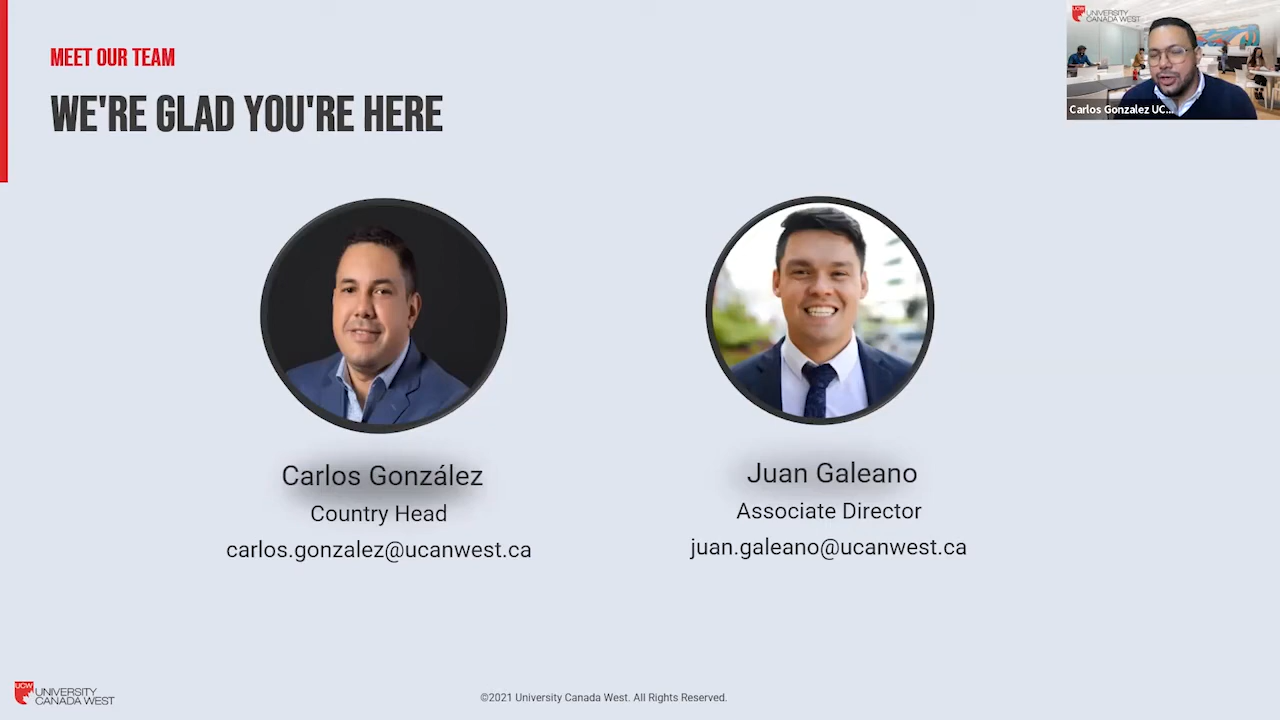 MEET OUR TEAM
WE'RE GLAD YOU'RE HERE
UCW
UNIVERSITY
CANADA WEST
Carlos Gonzalez UC...
Carlos González
Country Head
carlos.gonzalez@ucanwest.ca
Juan Galeano
Associate Director
juan.galeano@ucanwest.ca
UCW
UNIVERSITY
CANADA WEST
©2021 University Canada West. All Rights Reserved.